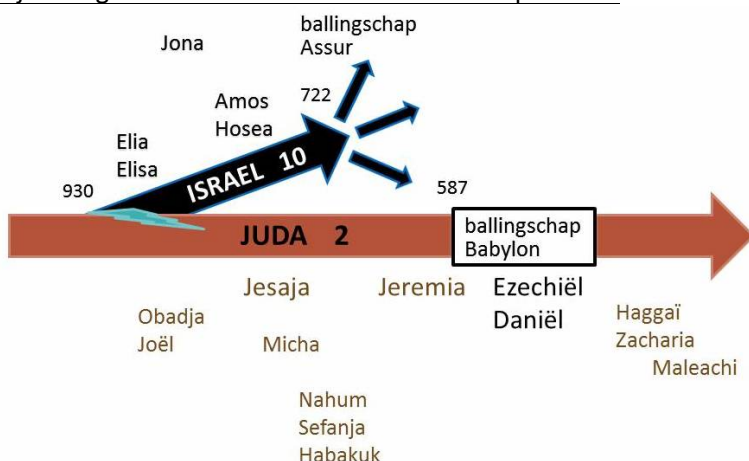 ballingschap
Assur
Jona
722
Amos
Hosea
Elia
Elisa
ISRAEL 10
930
587
JUDA 2
ballingschap
Babylon
Jesaja
Jeremia
Ezechiël
Daniël
Obadja
Joël
Micha
Haggaï
Zacharia
Maleachi
Nahum
Sefanja
Habakuk